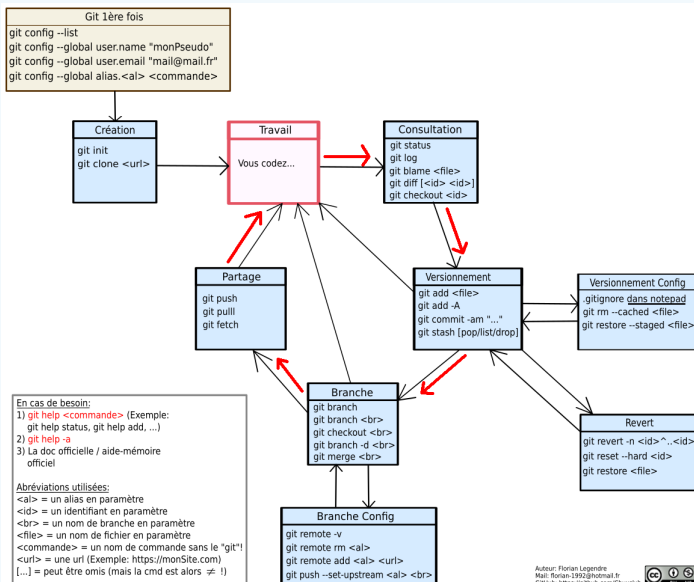 Git 1ère fois
git config --list
git config --global user.name "monPseudo"
git config --global user.email "mail@mail.fr"
git config --global alias.<al> <commande>
Création
git init
git clone <url>
Travail
Vous codez...
Consultation
git status
git log
git blame <file>
git diff [<id> <id>]
git checkout <id>
Partage
git push
git pulll
git fetch
Versionnement
git add <file>
git add -A
git commit -am "..."
git stash [pop/list/drop]
Versionnement Config
.gitignore dans notepad
git rm --cached <file>
git restore --staged <file>
Branche
git branch
git branch <br>
git checkout <br>
git branch -d <br>
git merge <br>
Revert
git revert -n <id>^..<id>
git reset --hard <id>
git restore <file>
En cas de besoin:
1) git help <commande> (Exemple:
git help status, git help add, ...)
2) git help -a
3) La doc officielle / aide-mémoire
officiel
Abréviations utilisées:
<al> = un alias en paramètre
<id> = un identifiant en paramètre
<br> = un nom de branche en paramètre
<file> = un nom de fichier en paramètre
<commande> = un nom de commande sans le "git"!
<url> = une url (Exemple: https://monSite.com)
[...] = peut être omis (mais la cmd est alors ≠ !)
Branche Config
git remote -v
git remote rm <al>
git remote add <al> <url>
git push --set-upstream <al> <br>
Auteur: Florian Legendre
Mail: florian-1992@hotmail.fr